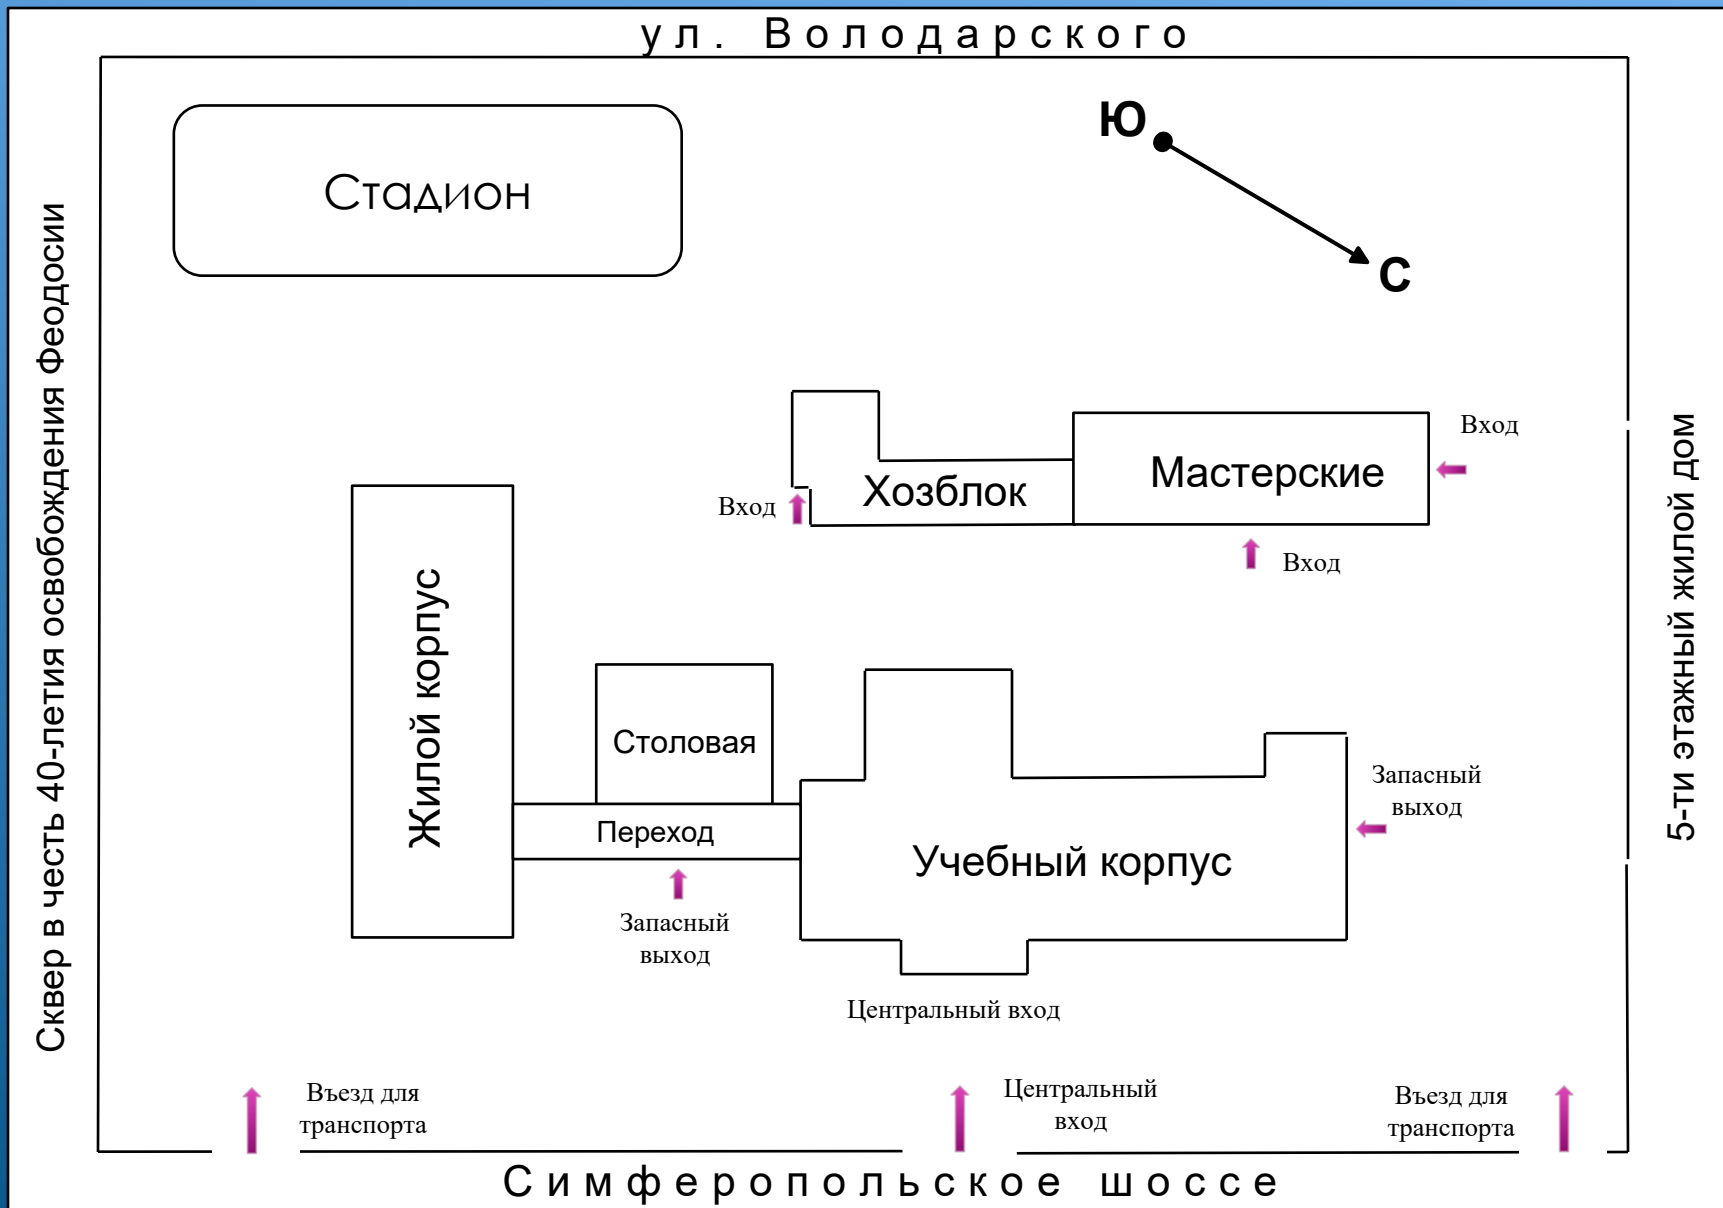 ул. Володарского
Ю
Стадион
С
Сквер в честь 40-летия освобождения Феодосии
5-ти этажный жилой дом
Вход
Мастерские
Хозблок
Вход
Вход
Жилой корпус
Столовая
Запасный
выход
Переход
Учебный корпус
Запасный
выход
Центральный вход
Въезд для
транспорта
Центральный
вход
Въезд для
транспорта
Симферопольское шоссе